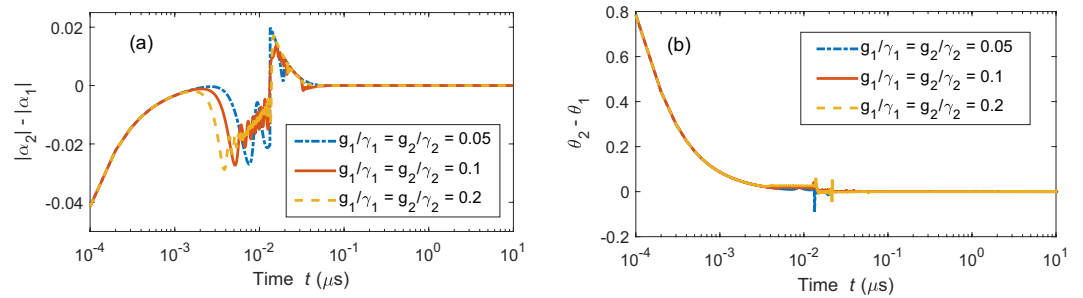 (a)
0.02
0
-0.02
-0.04
|α₂| - |α₁|
g₁/γ₁ = g₂/γ₂ = 0.05
g₁/γ₁ = g₂/γ₂ = 0.1
g₁/γ₁ = g₂/γ₂ = 0.2
10⁻⁴ 10⁻³ 10⁻² 10⁻¹ 10⁰ 10¹
Time t (μs)
(b)
0.8
0.6
0.4
0.2
0
0.2
θ₂ - θ₁
g₁/γ₁ = g₂/γ₂ = 0.05
g₁/γ₁ = g₂/γ₂ = 0.1
g₁/γ₁ = g₂/γ₂ = 0.2
10⁻⁴ 10⁻³ 10⁻² 10⁻¹ 10⁰ 10¹
Time t (μs)